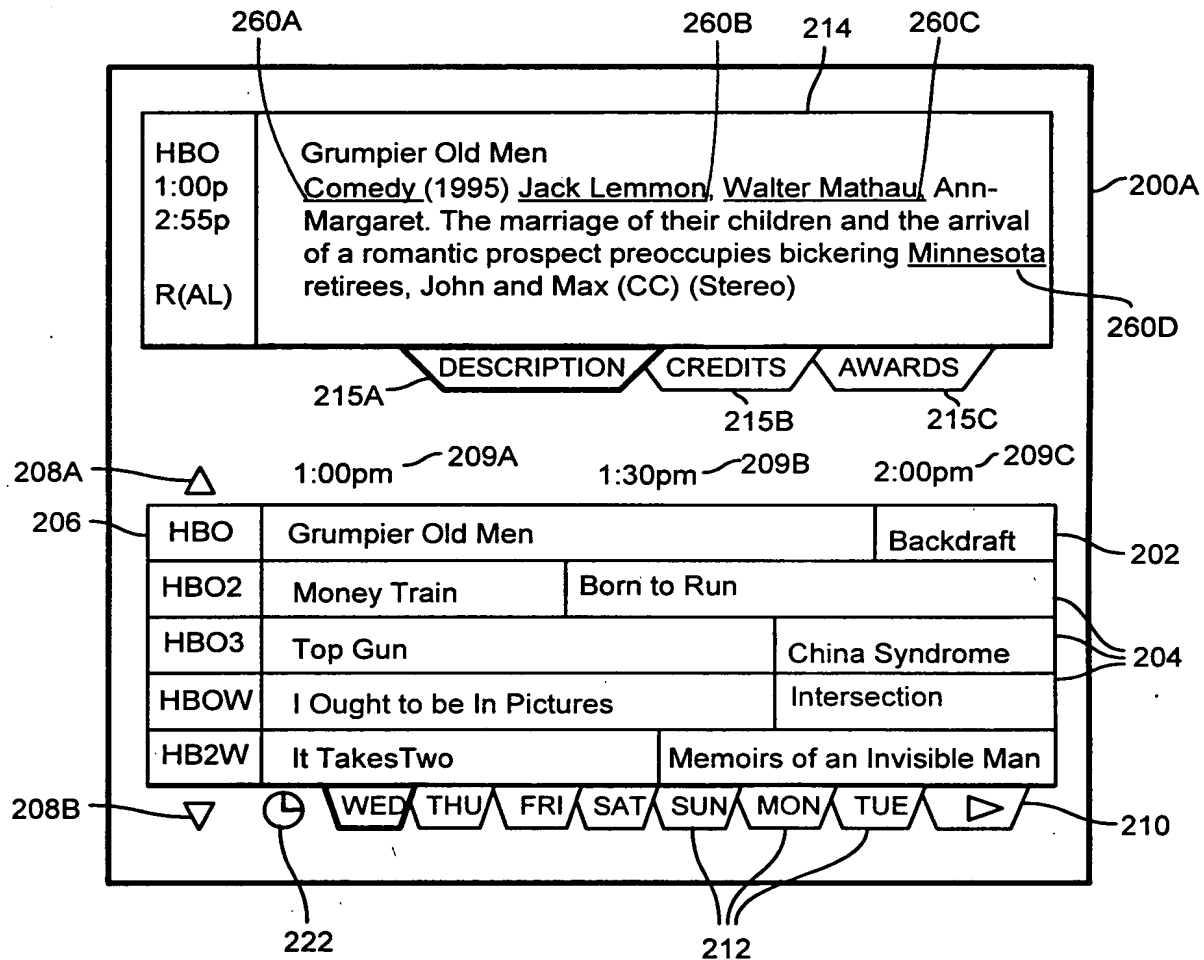 260A 260B 214 260C
HBO Grumpier Old Men
1:00p Comedy (1995) Jack Lemmon, Walter Mathau, Ann-
200A
2:55p Margaret. The marriage of their children and the arrival
of a romantic prospect preoccupies bickering Minnesota
R(AL) retirees, John and Max (CC) (Stereo)
260D
DESCRIPTION CREDITS AWARDS
215A 215B 215C
208A 1:00pm 209A 1:30pm 209B 2:00pm 209C
206 HBO Grumpier Old Men Backdraft 202
HBO2 Money Train Born to Run
HBO3 Top Gun China Syndrome 204
HBOW I Ought to be In Pictures Intersection
HB2W It TakesTwo Memoirs of an Invisible Man
208B WED THU FRI SAT SUN MON TUE 210
222 212